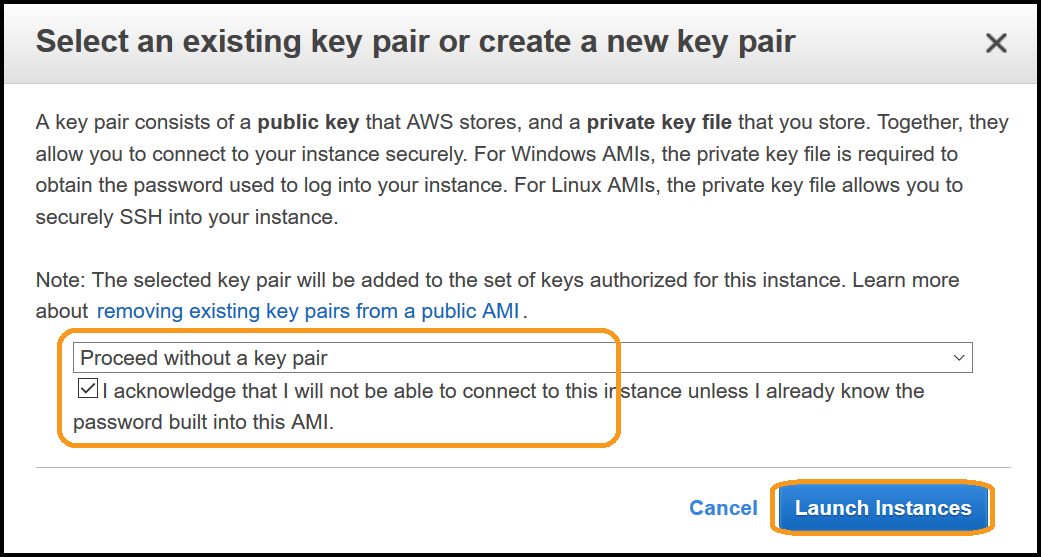 Select an existing key pair or create a new key pair
A key pair consists of a public key that AWS stores, and a private key file that you store. Together, they
allow you to connect to your instance securely. For Windows AMIs, the private key file is required to
obtain the password used to log into your instance. For Linux AMIs, the private key file allows you to
securely SSH into your instance.
Note: The selected key pair will be added to the set of keys authorized for this instance. Learn more
about removing existing key pairs from a public AMI.
Proceed without a key pair
I acknowledge that I will not be able to connect to this instance unless I already know the
password built into this AMI.
Cancel Launch Instances